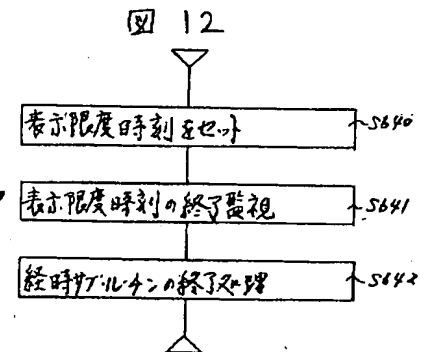 図 12
表示限度時刻をセット
S640
表示限度時刻の終了監視
S641
経時サブルーチンの終了処理
S642